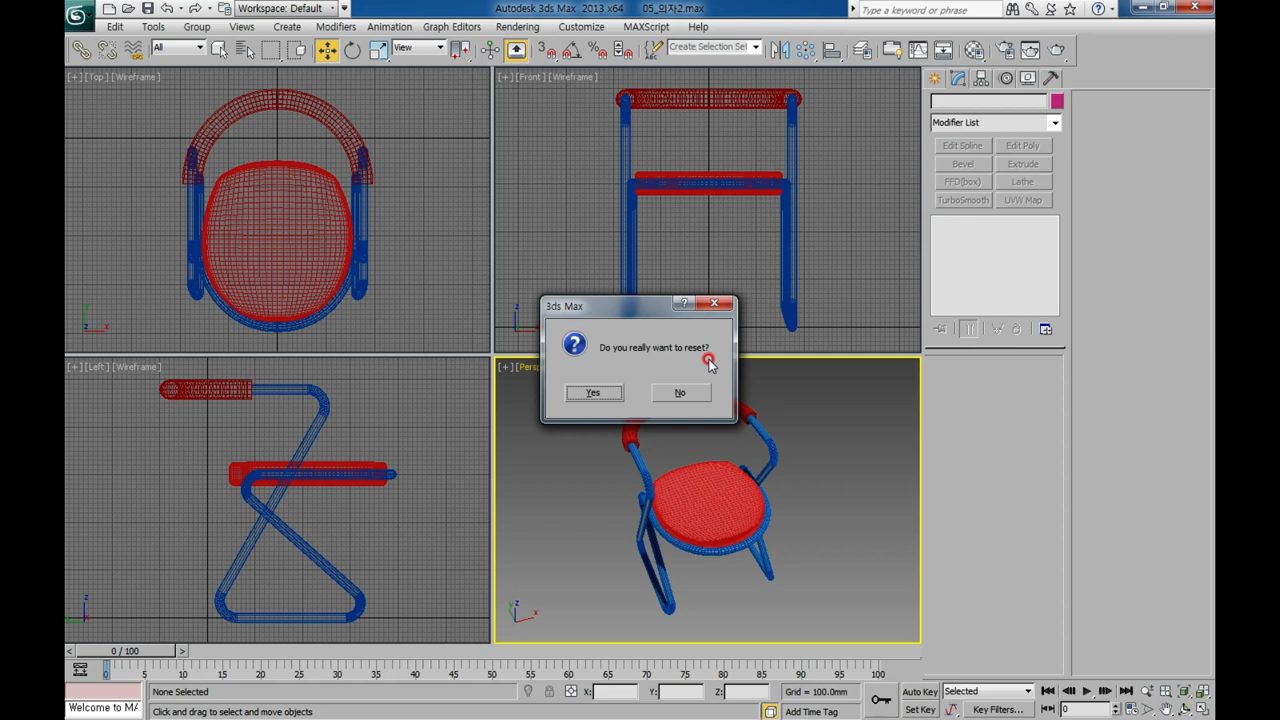 Workspace: Default
Autodesk 3ds Max 2013 x64 05_의자2.max
Type a keyword or phrase
Edit Tools Group Views Create Modifiers Animation Graph Editors Rendering Customize MAXScript Help
All
View
3
Create Selection Set
ABC
[+] [Top] [Wireframe]
[+] [Front] [Wireframe]
Modifier List
Edit Spline Edit Poly
Bevel Extrude
FFD(box) Lathe
TurboSmooth UVW Map
3ds Max
Do you really want to reset?
Yes No
[+] [Left] [Wireframe]
0 / 100
0 5 10 15 20 25 30 35 40 45 50 55 60 65 70 75 80 85 90 95 100
None Selected
X: Y: Z:
Grid = 100.0mm
Auto Key Selected
Welcome to MA
Click and drag to select and move objects
Add Time Tag
Set Key Key Filters...
0